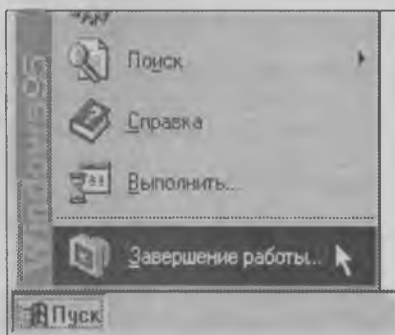 Поиск
Справка
Выполнить...
Завершение работы...
Windows95
Пуск